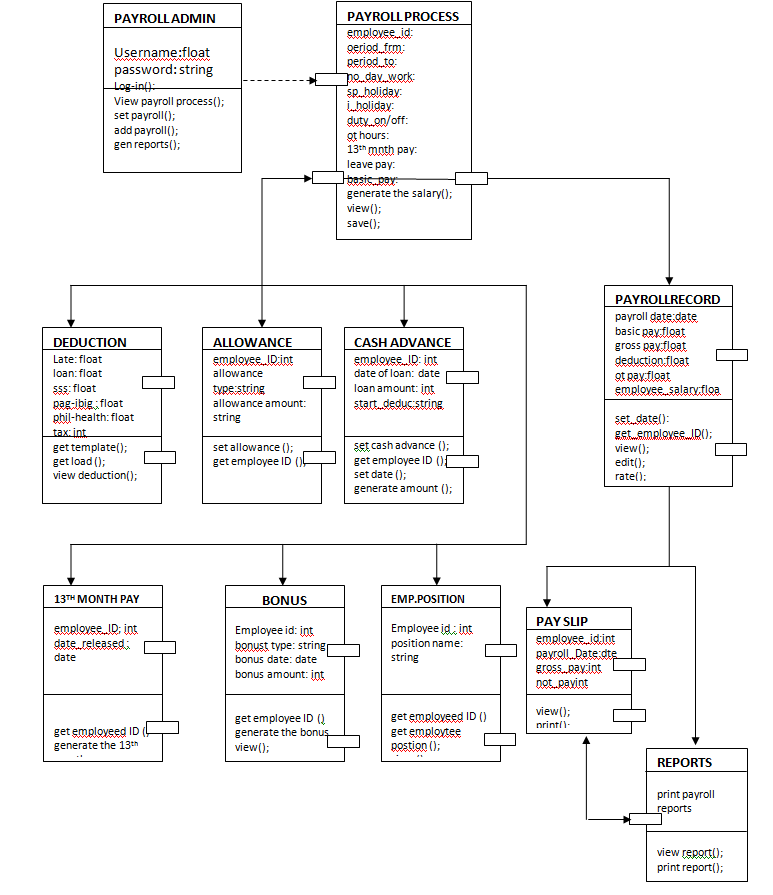 PAYROLL ADMIN
Username:float
password: string
Log-in():
View payroll process();
set payroll();
add payroll();
gen reports();
PAYROLL PROCESS
employee_id:
period_frm:
period_to:
no_day_work:
sp_holiday:
i_holiday:
duty_on/off:
ot hours:
13th mnth pay:
leave pay:
basic_pay:
generate the salary();
view();
save();
DEDUCTION
Late: float
loan: float
sss: float
pag-ibig : float
phil-health: float
tax: int
get template();
get load ();
view deduction();
ALLOWANCE
employee_ID:int
allowance
type:string
allowance amount:
string
set allowance ();
get employee ID ()
CASH ADVANCE
employee_ID: int
date of loan: date
loan amount: int
start_deduc:string
set cash advance ();
get employee ID ();
set date ();
generate amount ();
PAYROLLRECORD
payroll date:date
basic pay:float
gross pay:float
deduction:float
ot pay:float
employee_salary:floa
set_date():
get_employee_ID();
view();
edit();
rate();
13TH MONTH PAY
employee_ID; int
date_released :
date
get employeed ID (
generate the 13th
BONUS
Employee id: int
bonust type: string
bonus date: date
bonus amount: int
get employee ID ()
generate the bonus
view();
EMP.POSITION
Employee id : int
position name:
string
get employeed ID ()
get employtee
postion ();
PAY SLIP
employee_id:int
payroll_Date:dte
gross_pay:int
not_payint
view();
print();
REPORTS
print payroll
reports
view report();
print report();